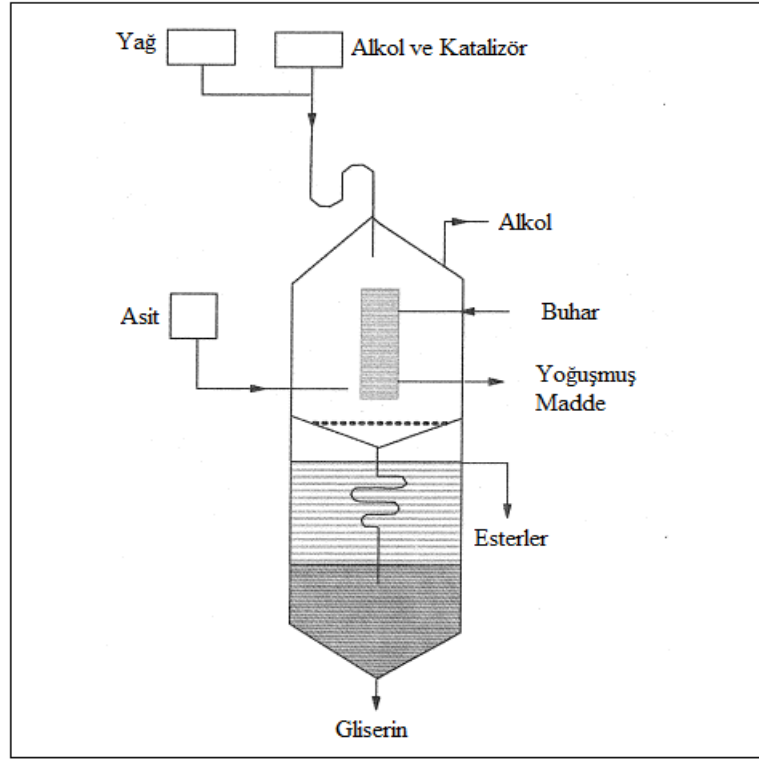 Yağ
Alkol ve Katalizör
Alkol
Asit
Buhar
Yoğuşmuş
Madde
Esterler
Gliserin